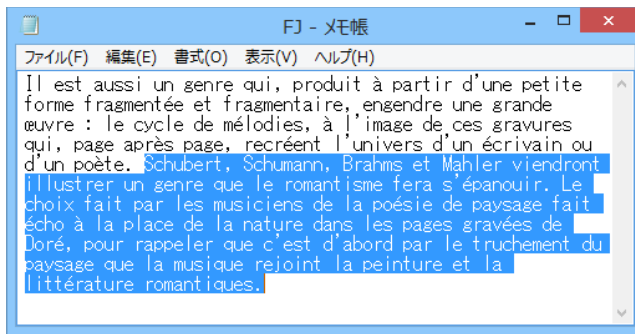 FJ - メモ帳
ファイル(F) 編集(E) 書式(O) 表示(V) ヘルプ(H)
Il est aussi un genre qui, produit à partir d'une petite
forme fragmentée et fragmentaire, engendre une grande
œuvre : le cycle de mélodies, à l'image de ces gravures
qui, page après page, recréent l'univers d'un écrivain ou
d'un poète. Schubert, Schumann, Brahms et Mahler viendront
illustrer un genre que le romantisme fera s'épanouir. Le
choix fait par les musiciens de la poésie de paysage fait
écho à la place de la nature dans les pages gravées de
Doré, pour rappeler que c'est d'abord par le truchement du
paysage que la musique rejoint la peinture et la
littérature romantiques.